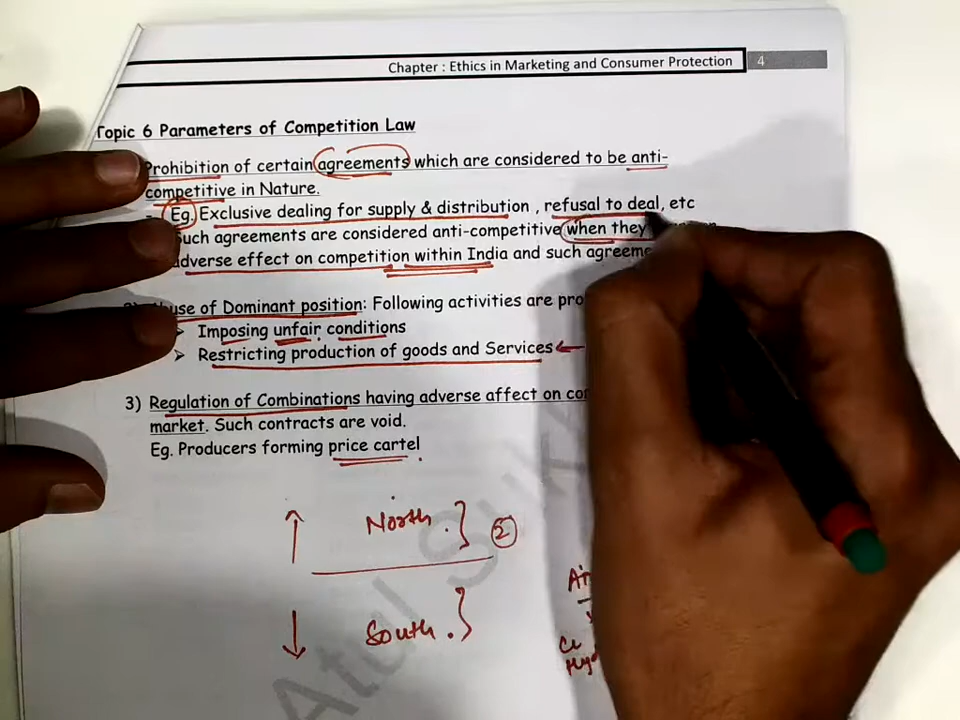 Chapter : Ethics in Marketing and Consumer Protection 4
Topic 6 Parameters of Competition Law
Prohibition of certain agreements which are considered to be anti-
competitive in Nature.
Eg. Exclusive dealing for supply & distribution , refusal to deal, etc
Such agreements are considered anti-competitive when they
adverse effect on competition within India and such
of Dominant position: Following activities are
➢ Imposing unfair conditions
➢ Restricting production of goods and Services
3) Regulation of Combinations having adverse affect on
market. Such contracts are void.
Eg. Producers forming price cartel
North. 2
South.
Atul